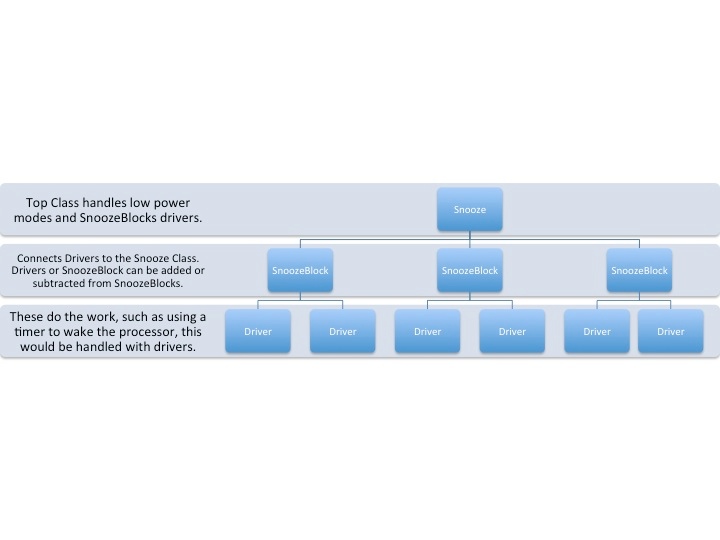 Top Class handles low power
modes and SnoozeBlocks drivers.
Snooze
Connects Drivers to the Snooze Class.
Drivers or SnoozeBlock can be added or
subtracted from SnoozeBlocks.
SnoozeBlock
SnoozeBlock
SnoozeBlock
These do the work, such as using a
timer to wake the processor, this
would be handled with drivers.
Driver
Driver
Driver
Driver
Driver
Driver